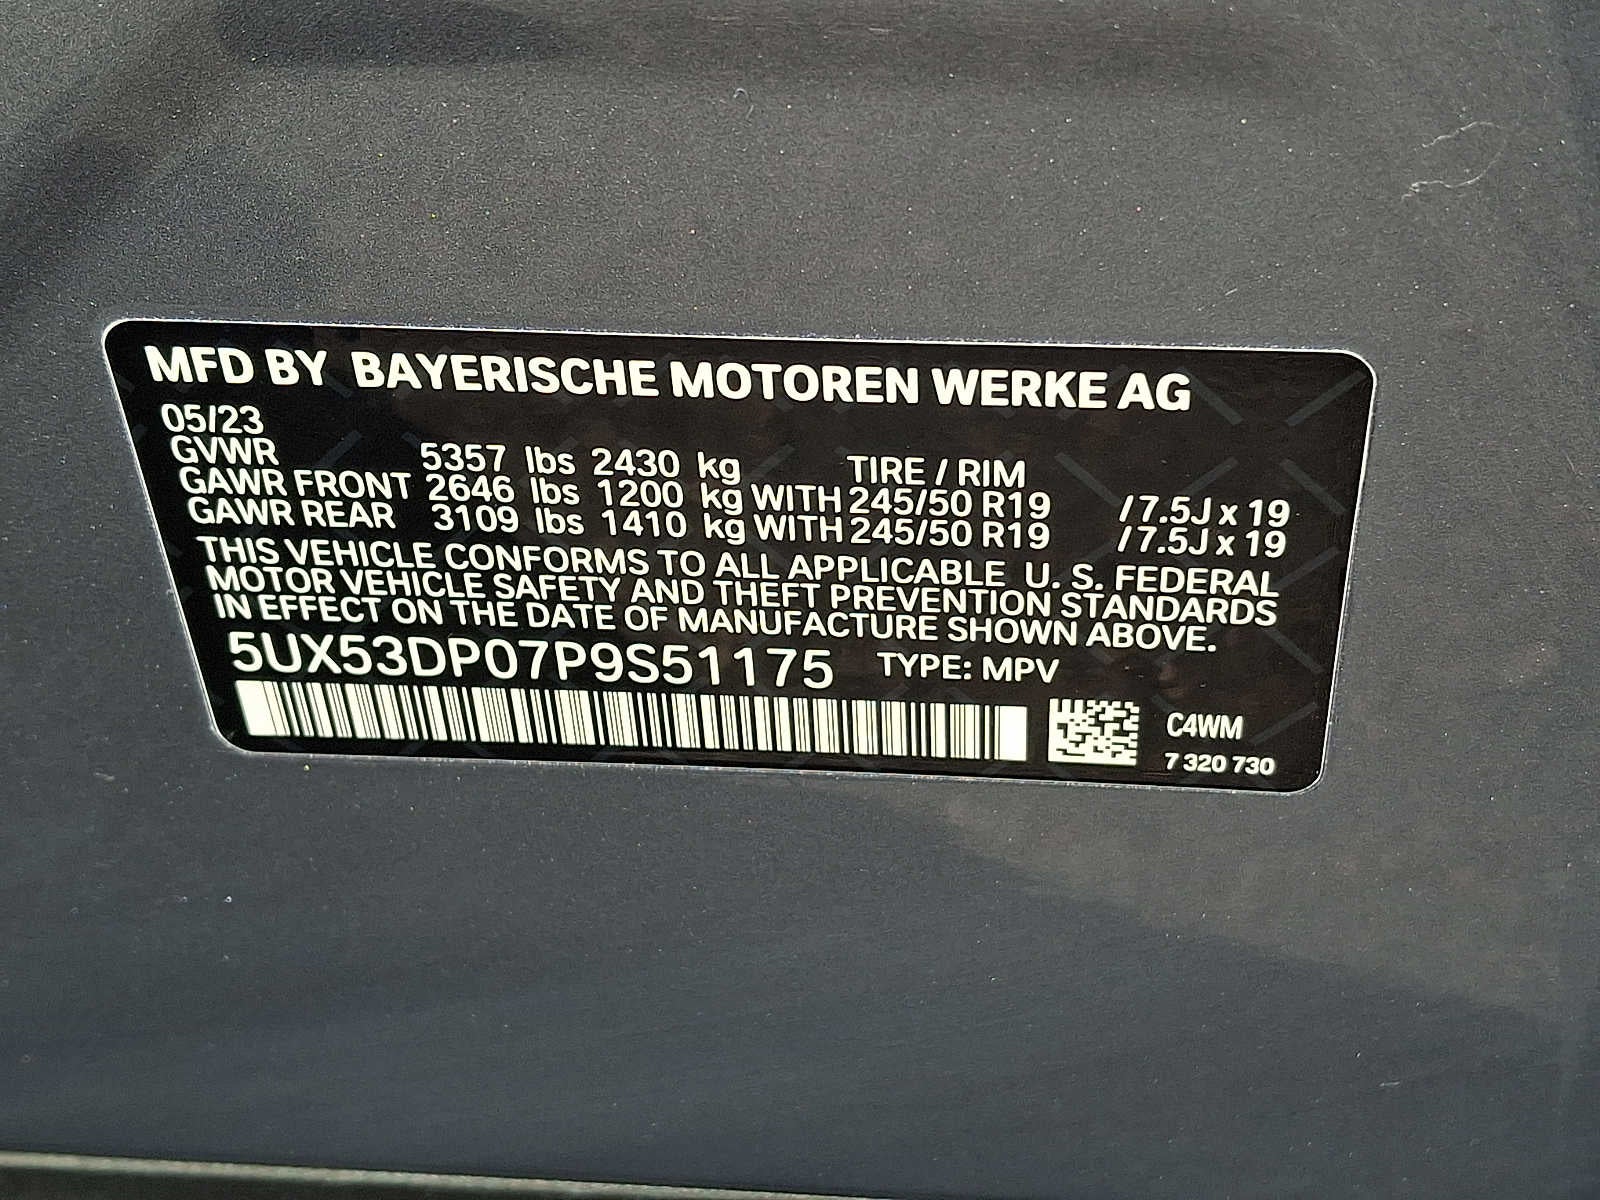 MFD BY BAYERISCHE MOTOREN WERKE AG
05/23
GVWR 5357 lbs 2430 kg TIRE / RIM
GAWR FRONT 2646 lbs 1200 kg WITH 245/50 R19 /7.5J x 19
GAWR REAR 3109 lbs 1410 kg WITH 245/50 R19 /7.5J x 19
THIS VEHICLE CONFORMS TO ALL APPLICABLE U. S. FEDERAL
MOTOR VEHICLE SAFETY AND THEFT PREVENTION STANDARDS
IN EFFECT ON THE DATE OF MANUFACTURE SHOWN ABOVE.
5UX53DP07P9S51175 TYPE: MPV
C4WM
7 320 730